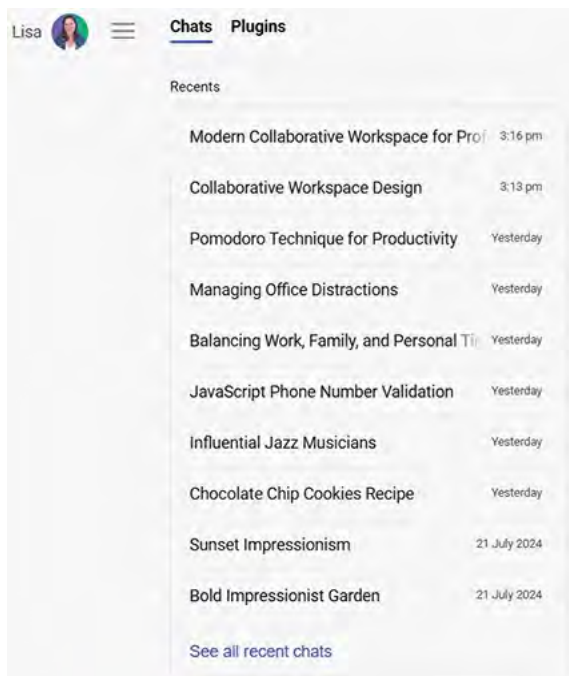 Lisa
Chats Plugins
Recents
Modern Collaborative Workspace for Prof 3:16 pm
Collaborative Workspace Design 3:13 pm
Pomodoro Technique for Productivity Yesterday
Managing Office Distractions Yesterday
Balancing Work, Family, and Personal Ti Yesterday
JavaScript Phone Number Validation Yesterday
Influential Jazz Musicians Yesterday
Chocolate Chip Cookies Recipe Yesterday
Sunset Impressionism 21 July 2024
Bold Impressionist Garden 21 July 2024
See all recent chats